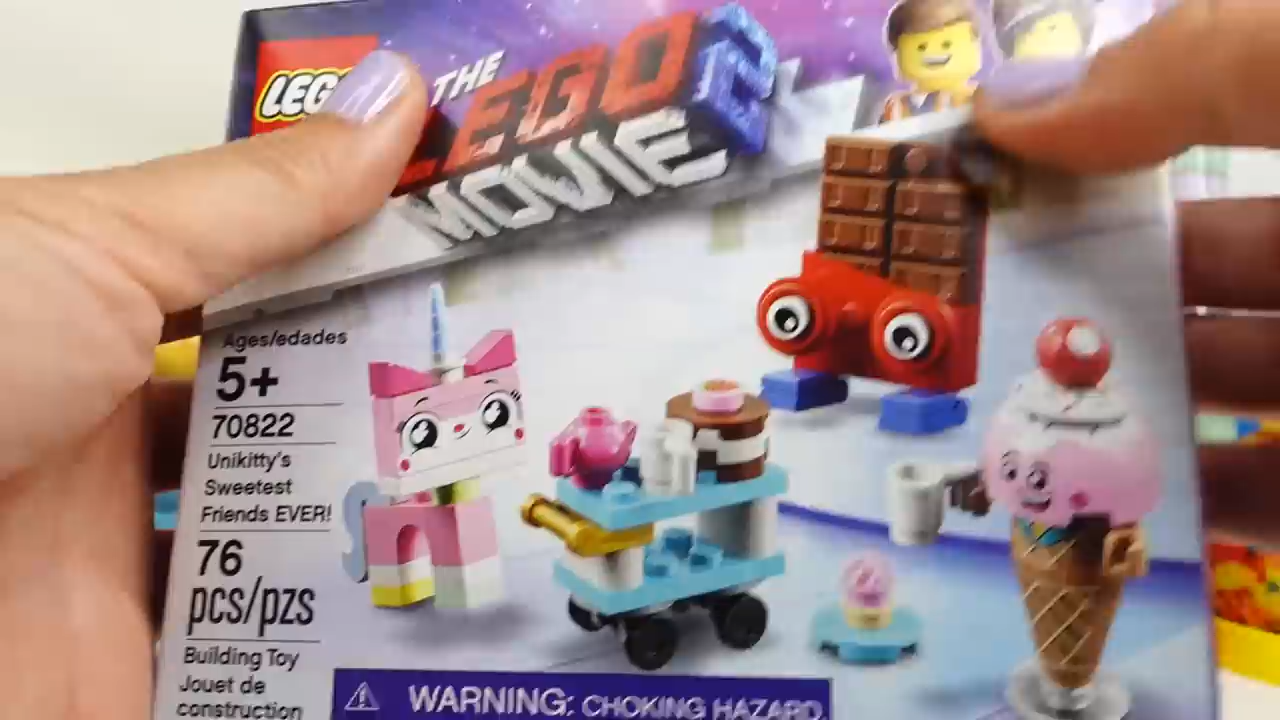 LEGO
THE
LEGO
MOVIE
2
Ages/edades
5+
70822
Unikitty's
Sweetest
Friends EVER!
76
pcs/pzs
Building Toy
Jouet de
construction
WARNING: CHOKING HAZARD.